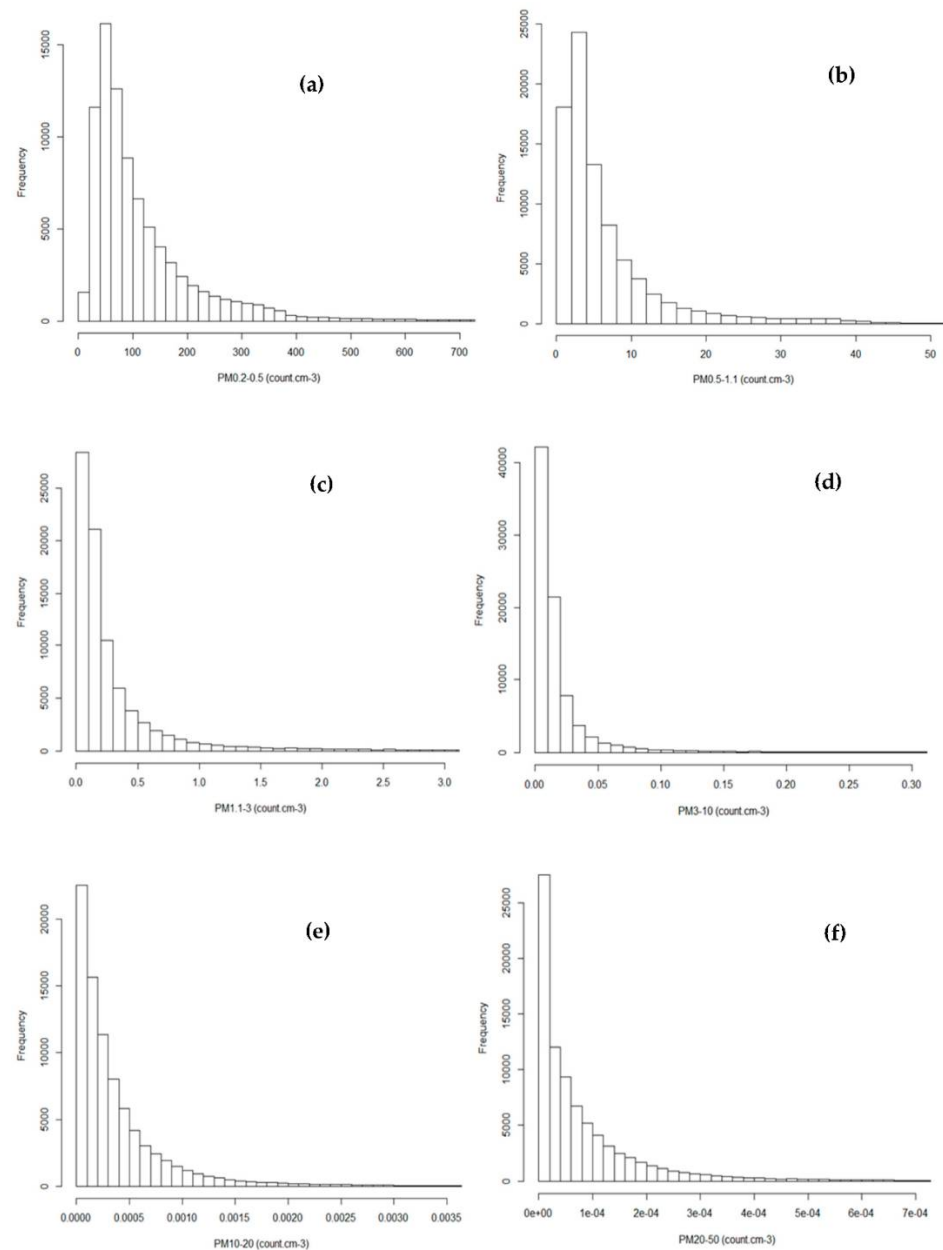 (a)
Frequency
15000
10000
5000
0
0 100 200 300 400 500 600 700
PM0.2-0.5 (count.cm-3)
(b)
Frequency
25000
20000
15000
10000
5000
0
0 10 20 30 40 50
PM0.5-1.1 (count.cm-3)
(c)
Frequency
25000
20000
15000
10000
5000
0
0.0 0.5 1.0 1.5 2.0 2.5 3.0
PM1.1-3 (count.cm-3)
(d)
Frequency
40000
30000
20000
10000
0
0.00 0.05 0.10 0.15 0.20 0.25 0.30
PM3-10 (count.cm-3)
(e)
Frequency
20000
15000
10000
5000
0
0.0000 0.0005 0.0010 0.0015 0.0020 0.0025 0.0030 0.0035
PM10-20 (count.cm-3)
(f)
Frequency
25000
20000
15000
10000
5000
0
0e+00 1e-04 2e-04 3e-04 4e-04 5e-04 6e-04 7e-04
PM20-50 (count.cm-3)